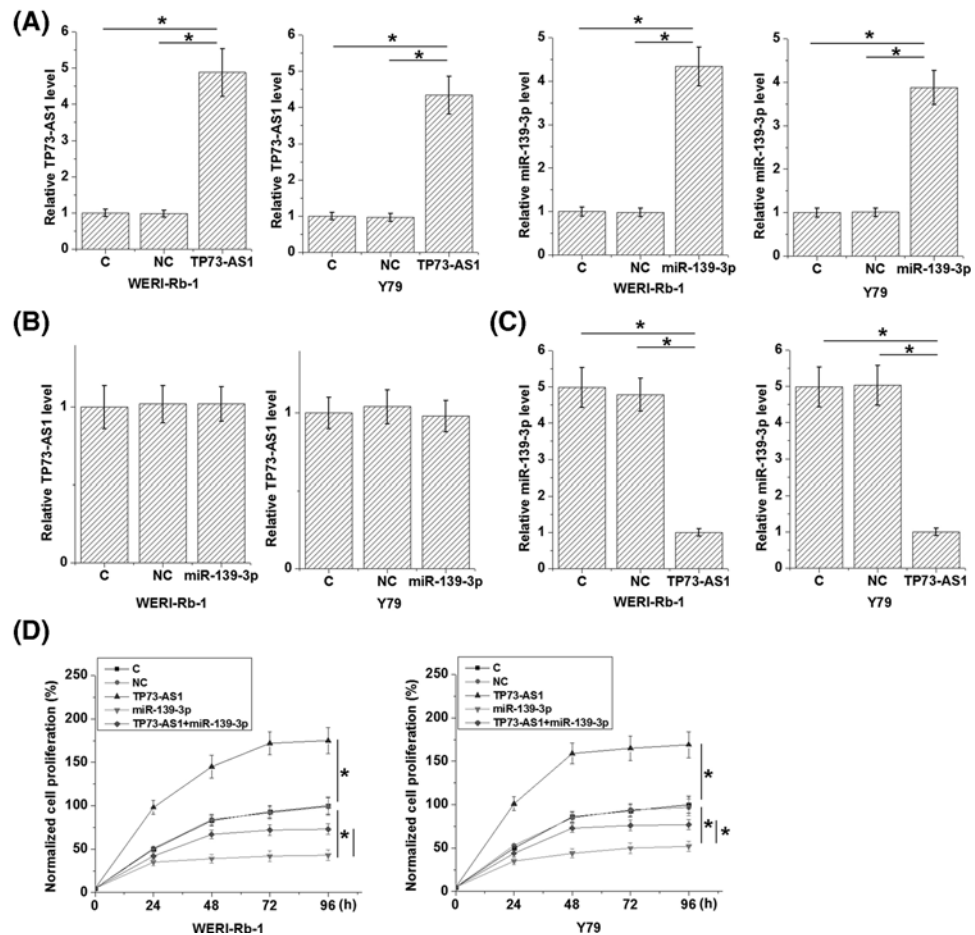 (A)
Relative TP73-AS1 level
6
5
4
3
2
1
0
*
*
C NC TP73-AS1
WERI-Rb-1
Relative TP73-AS1 level
6
5
4
3
2
1
0
*
*
C NC TP73-AS1
Y79
Relative miR-139-3p level
5
4
3
2
1
0
*
*
C NC miR-139-3p
WERI-Rb-1
Relative miR-139-3p level
5
4
3
2
1
0
*
*
C NC miR-139-3p
Y79
(B)
Relative TP73-AS1 level
1
0
C NC miR-139-3p
WERI-Rb-1
Relative TP73-AS1 level
1
0
C NC miR-139-3p
Y79
(C)
Relative miR-139-3p level
6
5
4
3
2
1
0
*
*
C NC TP73-AS1
WERI-Rb-1
Relative miR-139-3p level
6
5
4
3
2
1
0
*
*
C NC TP73-AS1
Y79
(D)
Normalized cell proliferation (%)
250
200
150
100
50
0
C
NC
TP73-AS1
miR-139-3p
TP73-AS1+miR-139-3p
*
*
0 24 48 72 96 (h)
WERI-Rb-1
Normalized cell proliferation (%)
250
200
150
100
50
0
C
NC
TP73-AS1
miR-139-3p
TP73-AS1+miR-139-3p
*
*
*
0 24 48 72 96 (h)
Y79